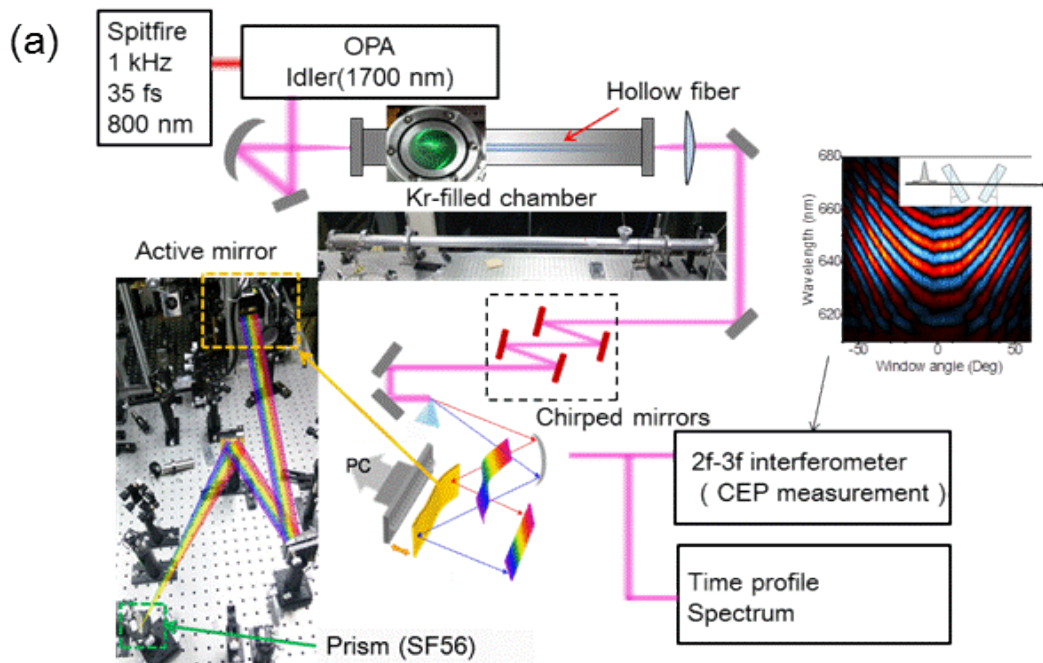 (a)
Spitfire
1 kHz
35 fs
800 nm
OPA
Idler(1700 nm)
Hollow fiber
Kr-filled chamber
Active mirror
Chirped mirrors
PC
Prism (SF56)
680
660
640
620
Wavelength (nm)
-50
0
50
Window angle (Deg)
2f-3f interferometer
( CEP measurement )
Time profile
Spectrum